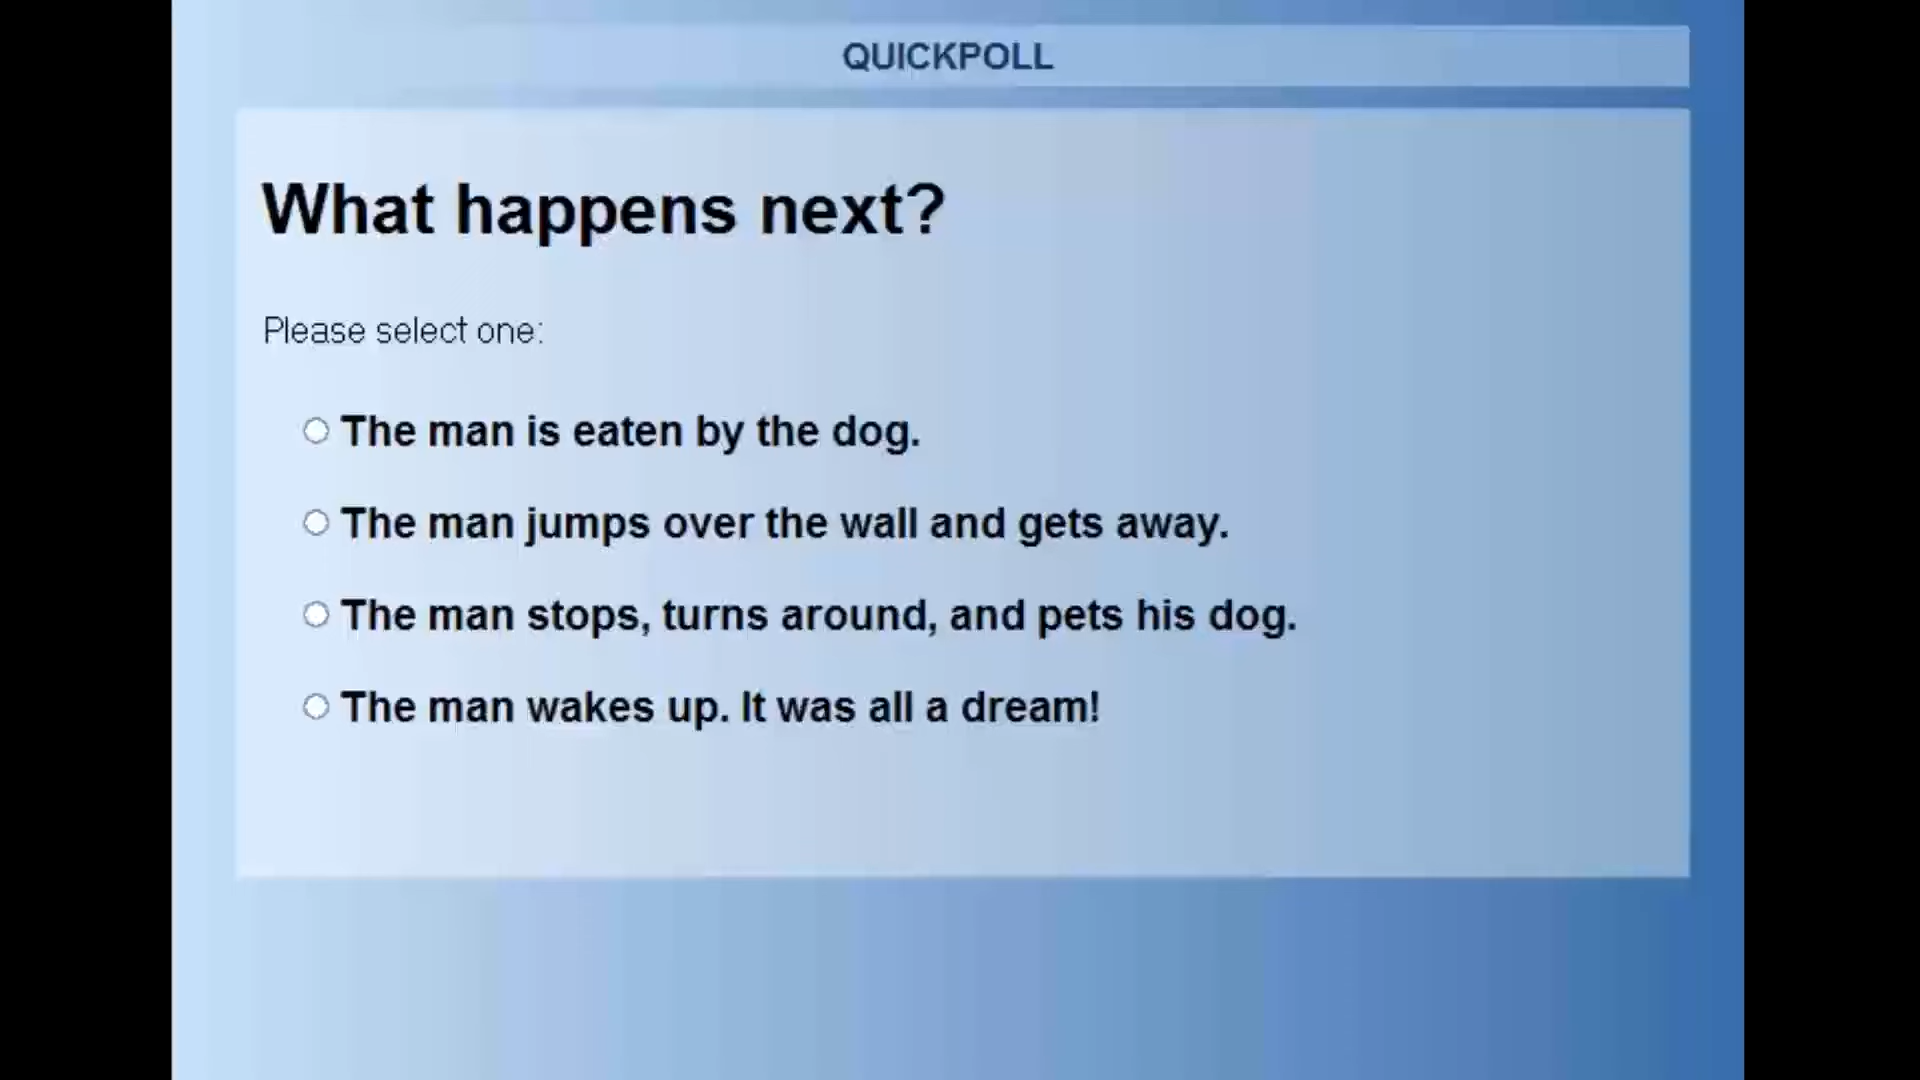 QUICKPOLL
What happens next?
Please select one:
The man is eaten by the dog.
The man jumps over the wall and gets away.
The man stops, turns around, and pets his dog.
The man wakes up. It was all a dream!